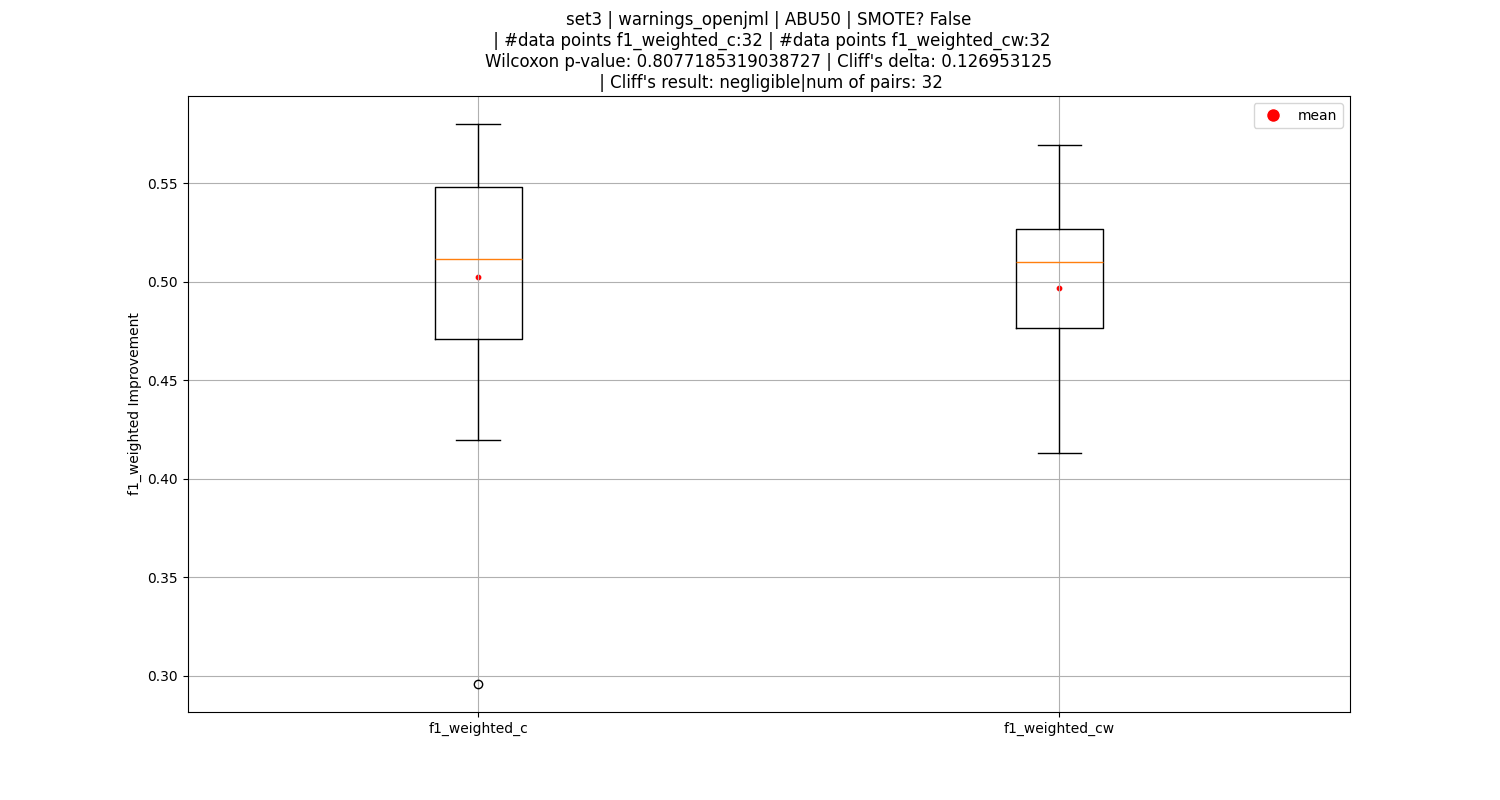 set3 | warnings_openjml | ABU50 | SMOTE? False
| #data points f1_weighted_c:32 | #data points f1_weighted_cw:32
Wilcoxon p-value: 0.8077185319038727 | Cliff's delta: 0.126953125
| Cliff's result: negligible|num of pairs: 32
mean
f1_weighted Improvement
0.55
0.50
0.45
0.40
0.35
0.30
f1_weighted_c
f1_weighted_cw